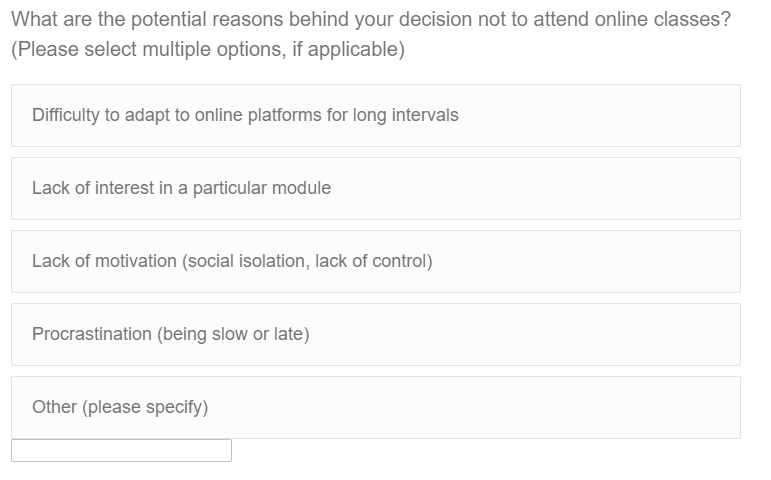 What are the potential reasons behind your decision not to attend online classes?
(Please select multiple options, if applicable)
Difficulty to adapt to online platforms for long intervals
Lack of interest in a particular module
Lack of motivation (social isolation, lack of control)
Procrastination (being slow or late)
Other (please specify)